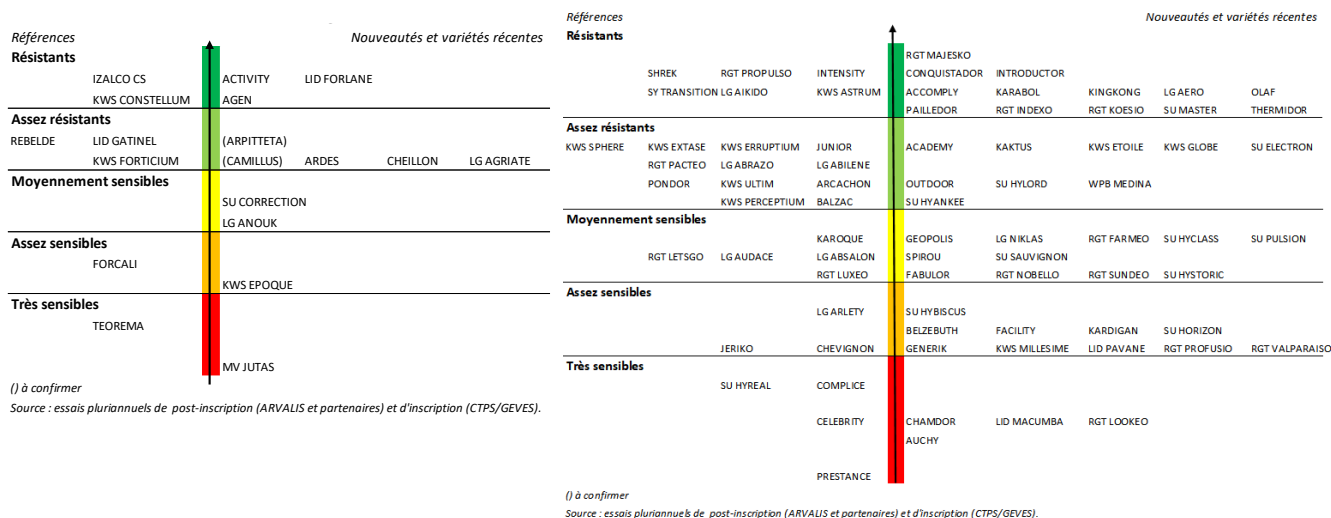 Références Nouveautés et variétés récentes
Résistants
IZALCO CS ACTIVITY LID FORLANE
KWS CONSTELLUM AGEN
Assez résistants
REBELDE LID GATINEL (ARPITTETA)
KWS FORTICIUM (CAMILLUS) ARDES CHEILLON LG AGRIATE
Moyennement sensibles
SU CORRECTION
LG ANOUK
Assez sensibles
FORCALI
KWS EPOQUE
Très sensibles
TEOREMA
MV JUTAS
() à confirmer
Source : essais pluriannuels de post-inscription (ARVALIS et partenaires) et d'inscription (CTPS/GEVES).
Références Nouveautés et variétés récentes
Résistants
RGT MAJESKO
SHREK RGT PROPULSO INTENSITY CONQUISTADOR INTRODUCTOR
SY TRANSITION LG AIKIDO KWS ASTRUM ACCOMPLY KARABOL KINGKONG LG AERO OLAF
PAILLEDOR RGT INDEXO RGT KOESIO SU MASTER THERMIDOR
Assez résistants
KWS SPHERE KWS EXTASE KWS ERRUPTIUM JUNIOR ACADEMY KAKTUS KWS ETOILE KWS GLOBE SU ELECTRON
RGT PACTEO LG ABRAZO LG ABILENE
PONDOR KWS ULTIM ARCACHON OUTDOOR SU HYLORD WPB MEDINA
KWS PERCEPTIUM BALZAC SU HYANKEE
Moyennement sensibles
KAROQUE GEOPOLIS LG NIKLAS RGT FARMEO SU HYCLASS SU PULSION
RGT LETSGO LG AUDACE LG ABSALON SPIROU SU SAUVIGNON
RGT LUXEO FABULOR RGT NOBELLO RGT SUNDEO SU HYSTORIC
Assez sensibles
LG ARLETY SU HYBISCUS
BELZEBUTH FACILITY KARDIGAN SU HORIZON
JERIKO CHEVIGNON GENERIK KWS MILLESIME LID PAVANE RGT PROFUSIO RGT VALPARAISO
Très sensibles
SU HYREAL COMPLICE
CELEBRITY CHAMDOR LID MACUMBA RGT LOOKEO
AUCHY
PRESTANCE
() à confirmer
Source : essais pluriannuels de post-inscription (ARVALIS et partenaires) et d'inscription (CTPS/GEVES).